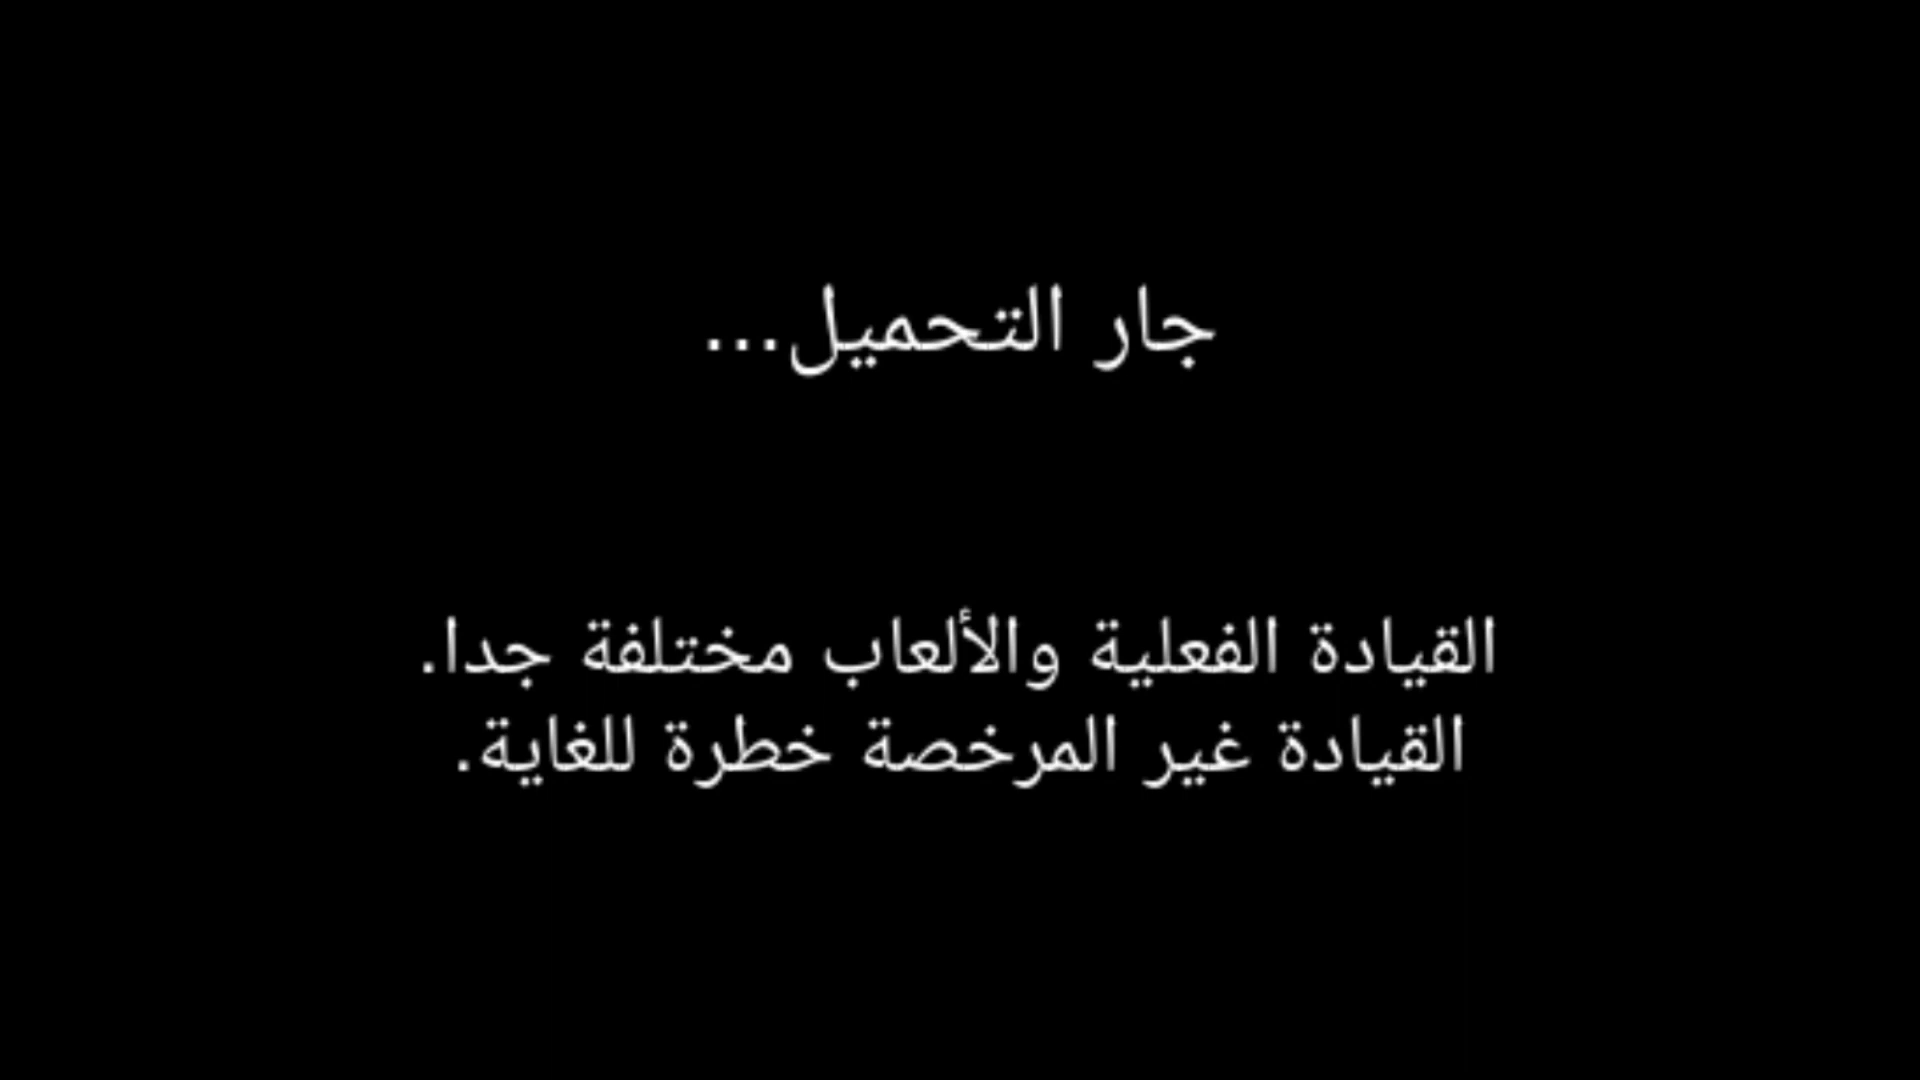 جار التحميل...
القيادة الفعلية والألعاب مختلفة جدا.
القيادة غير المرخصة خطرة للغاية.